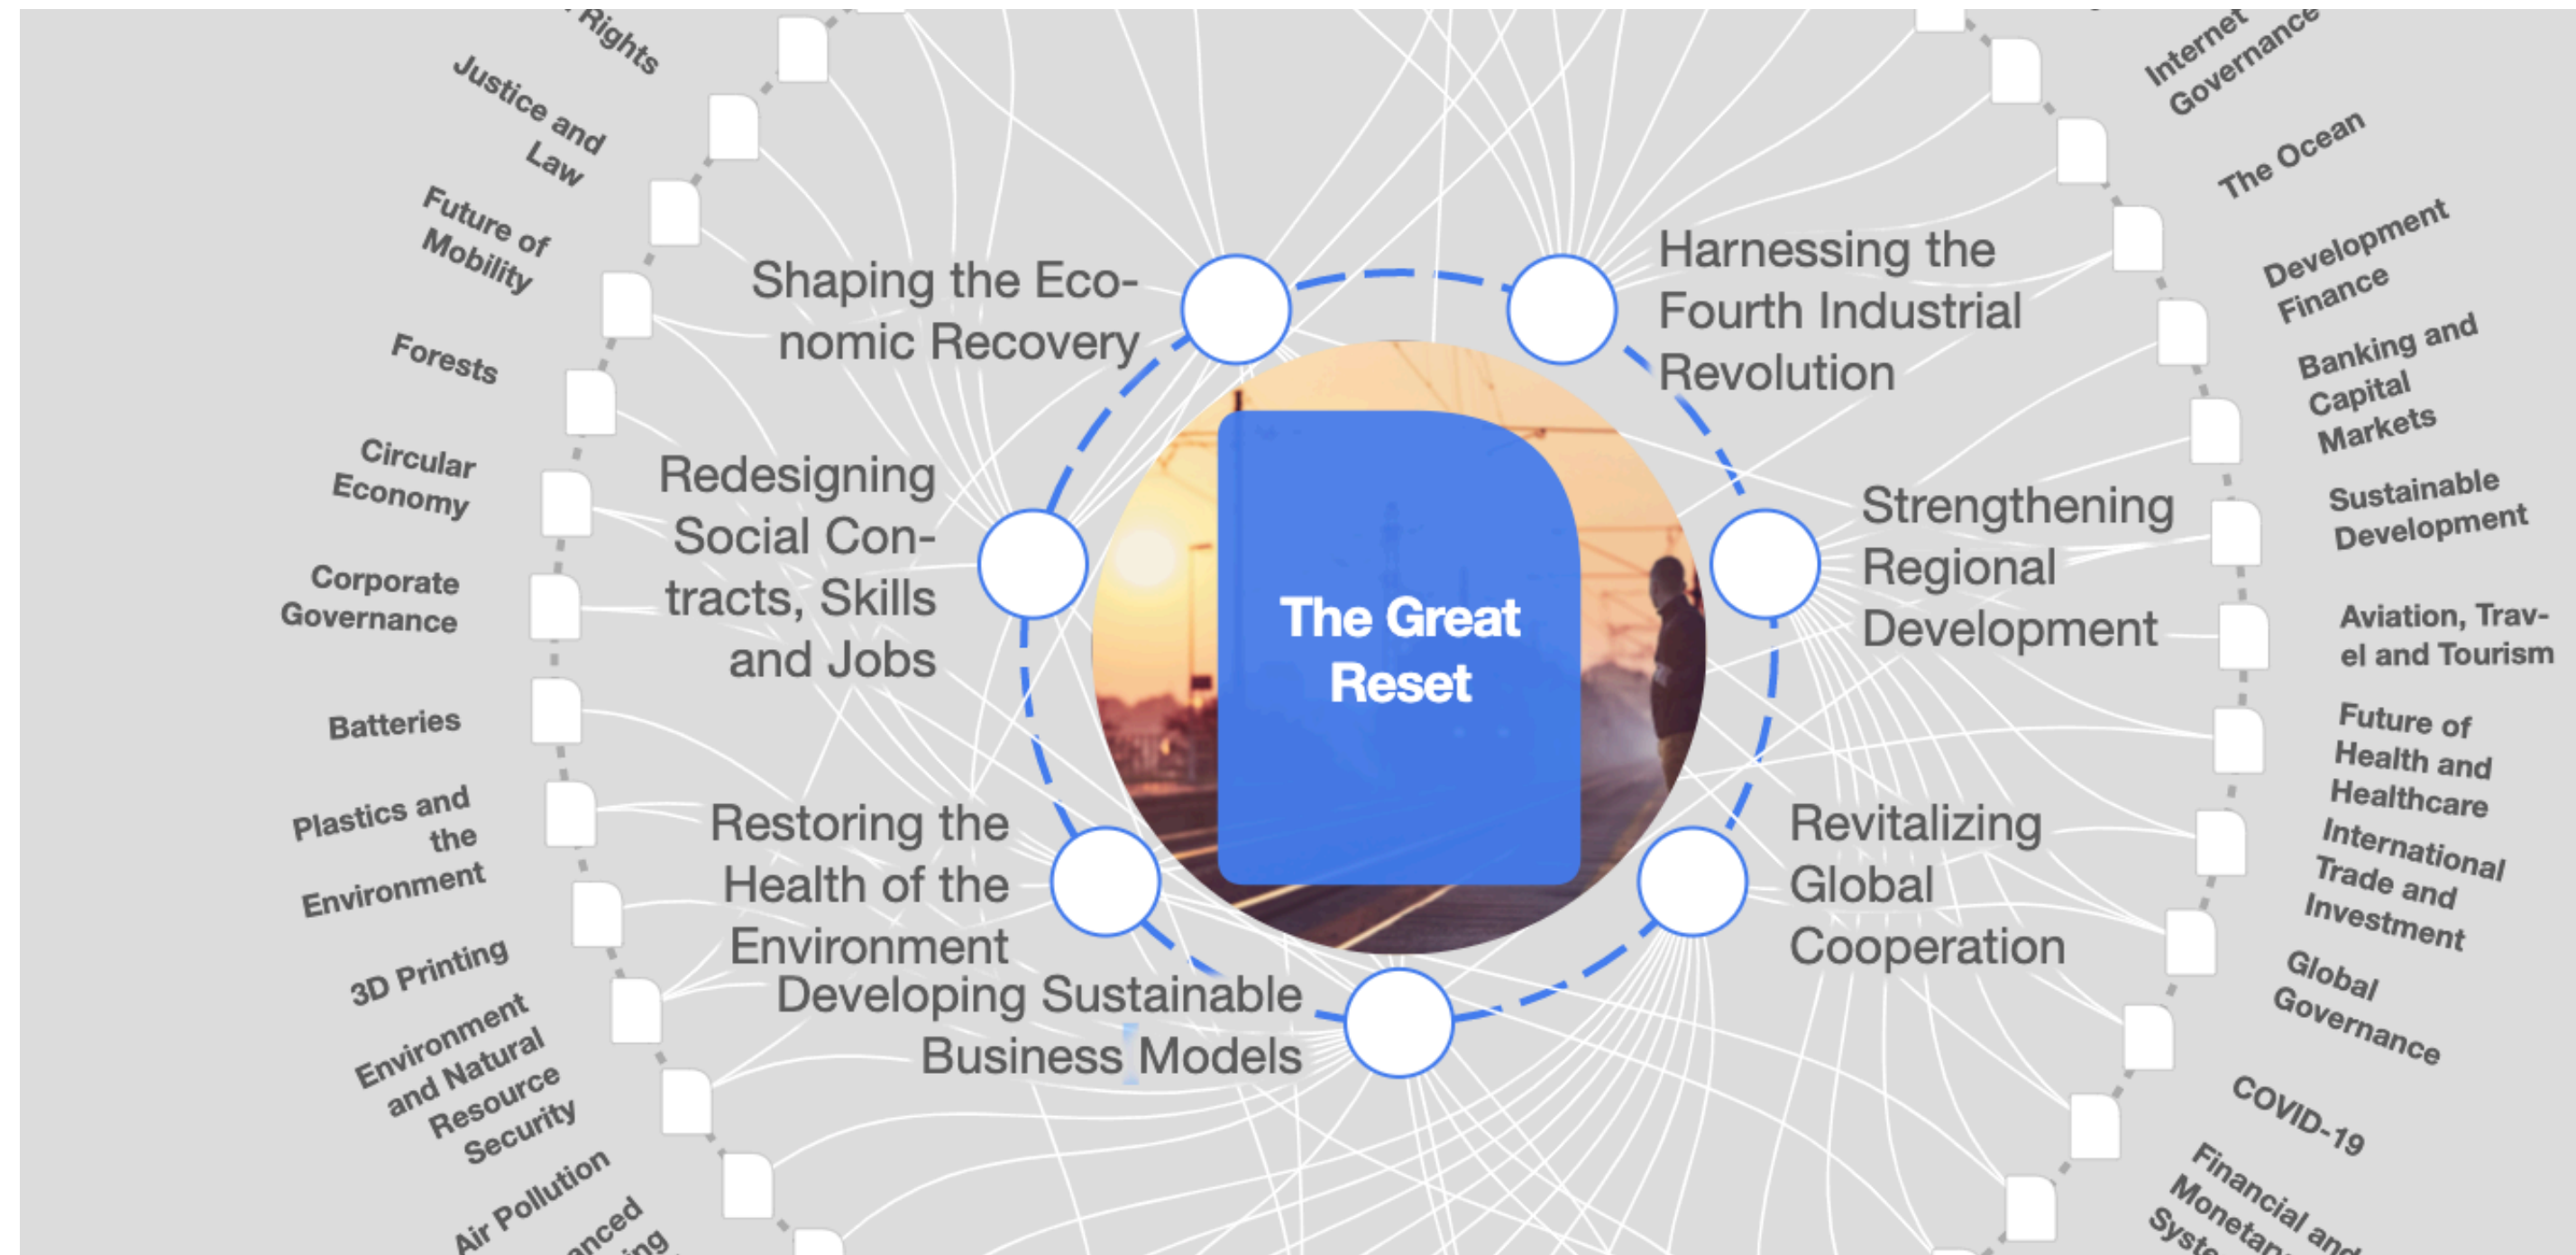 Rights
Justice and
Law
Future of
Mobility
Forests
Circular
Economy
Corporate
Governance
Batteries
Plastics and
the
Environment
3D Printing
Environment
and Natural
Resource
Security
Air Pollution
Shaping the Eco-
nomic Recovery
Redesigning
Social Con-
tracts, Skills
and Jobs
Restoring the
Health of the
Environment
Developing Sustainable
Business Models
The Great
Reset
Harnessing the
Fourth Industrial
Revolution
Strengthening
Regional
Development
Revitalizing
Global
Cooperation
Internet
Governance
The Ocean
Development
Finance
Banking and
Capital
Markets
Sustainable
Development
Aviation, Trav-
el and Tourism
Future of
Health and
Healthcare
International
Trade and
Investment
Global
Governance
COVID-19
Financial and
Monetary